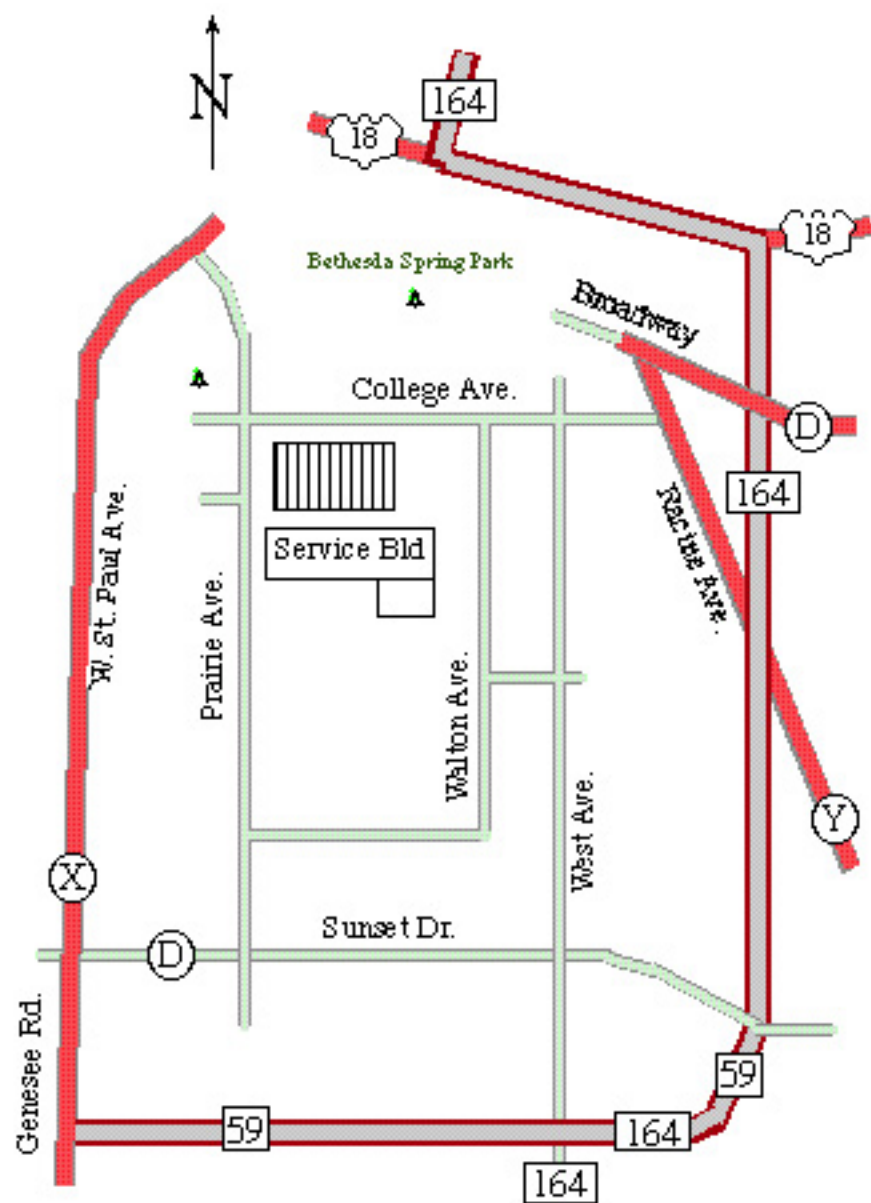 164
N
18
18
Bethesda Spring Park
Broadway
College Ave.
D
164
W. St. Paul Ave.
Racine Ave.
Service Bld
Prairie Ave.
Walton Ave.
West Ave.
Y
X
Sunset Dr.
D
Genesee Rd.
59
59
164
164